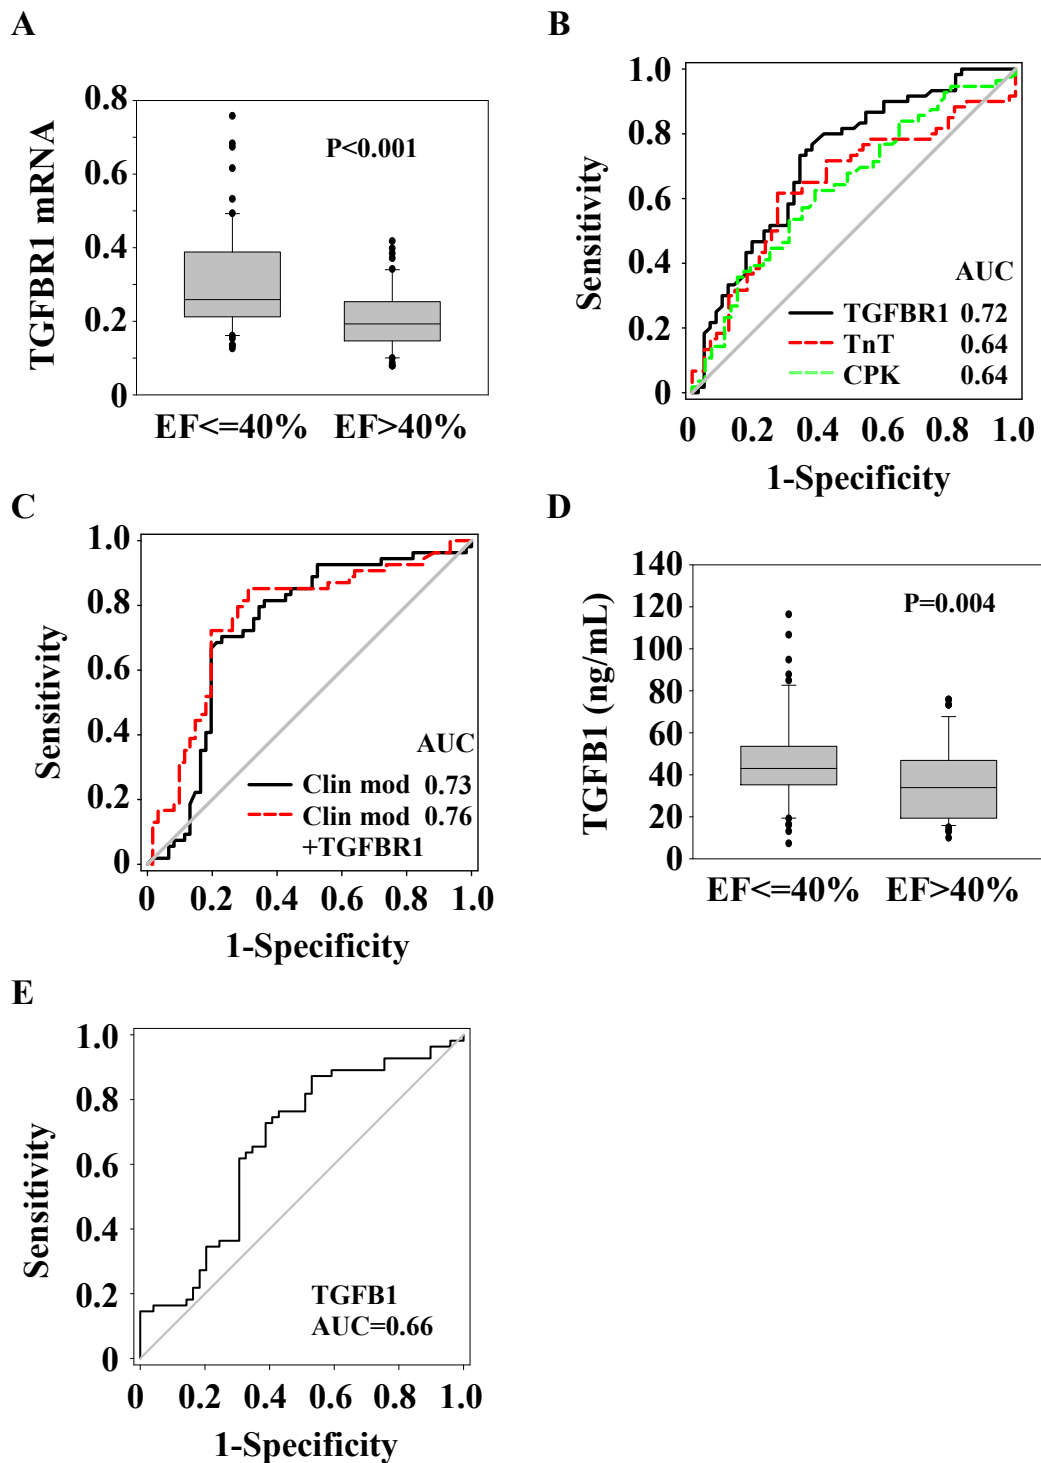 A
TGFBR1 mRNA
0.8
0.6
0.4
0.2
0
P<0.001
EF<=40% EF>40%
B
Sensitivity
1.0
0.8
0.6
0.4
0.2
0
AUC
TGFBR1 0.72
TnT 0.64
CPK 0.64
0 0.2 0.4 0.6 0.8 1.0
1-Specificity
C
Sensitivity
1.0
0.8
0.6
0.4
0.2
0
AUC
Clin mod 0.73
Clin mod 0.76
+TGFBR1
0 0.2 0.4 0.6 0.8 1.0
1-Specificity
D
TGFB1 (ng/mL)
140
120
100
80
60
40
20
0
P=0.004
EF<=40% EF>40%
E
Sensitivity
1.0
0.8
0.6
0.4
0.2
0
TGFB1
AUC=0.66
0 0.2 0.4 0.6 0.8 1.0
1-Specificity